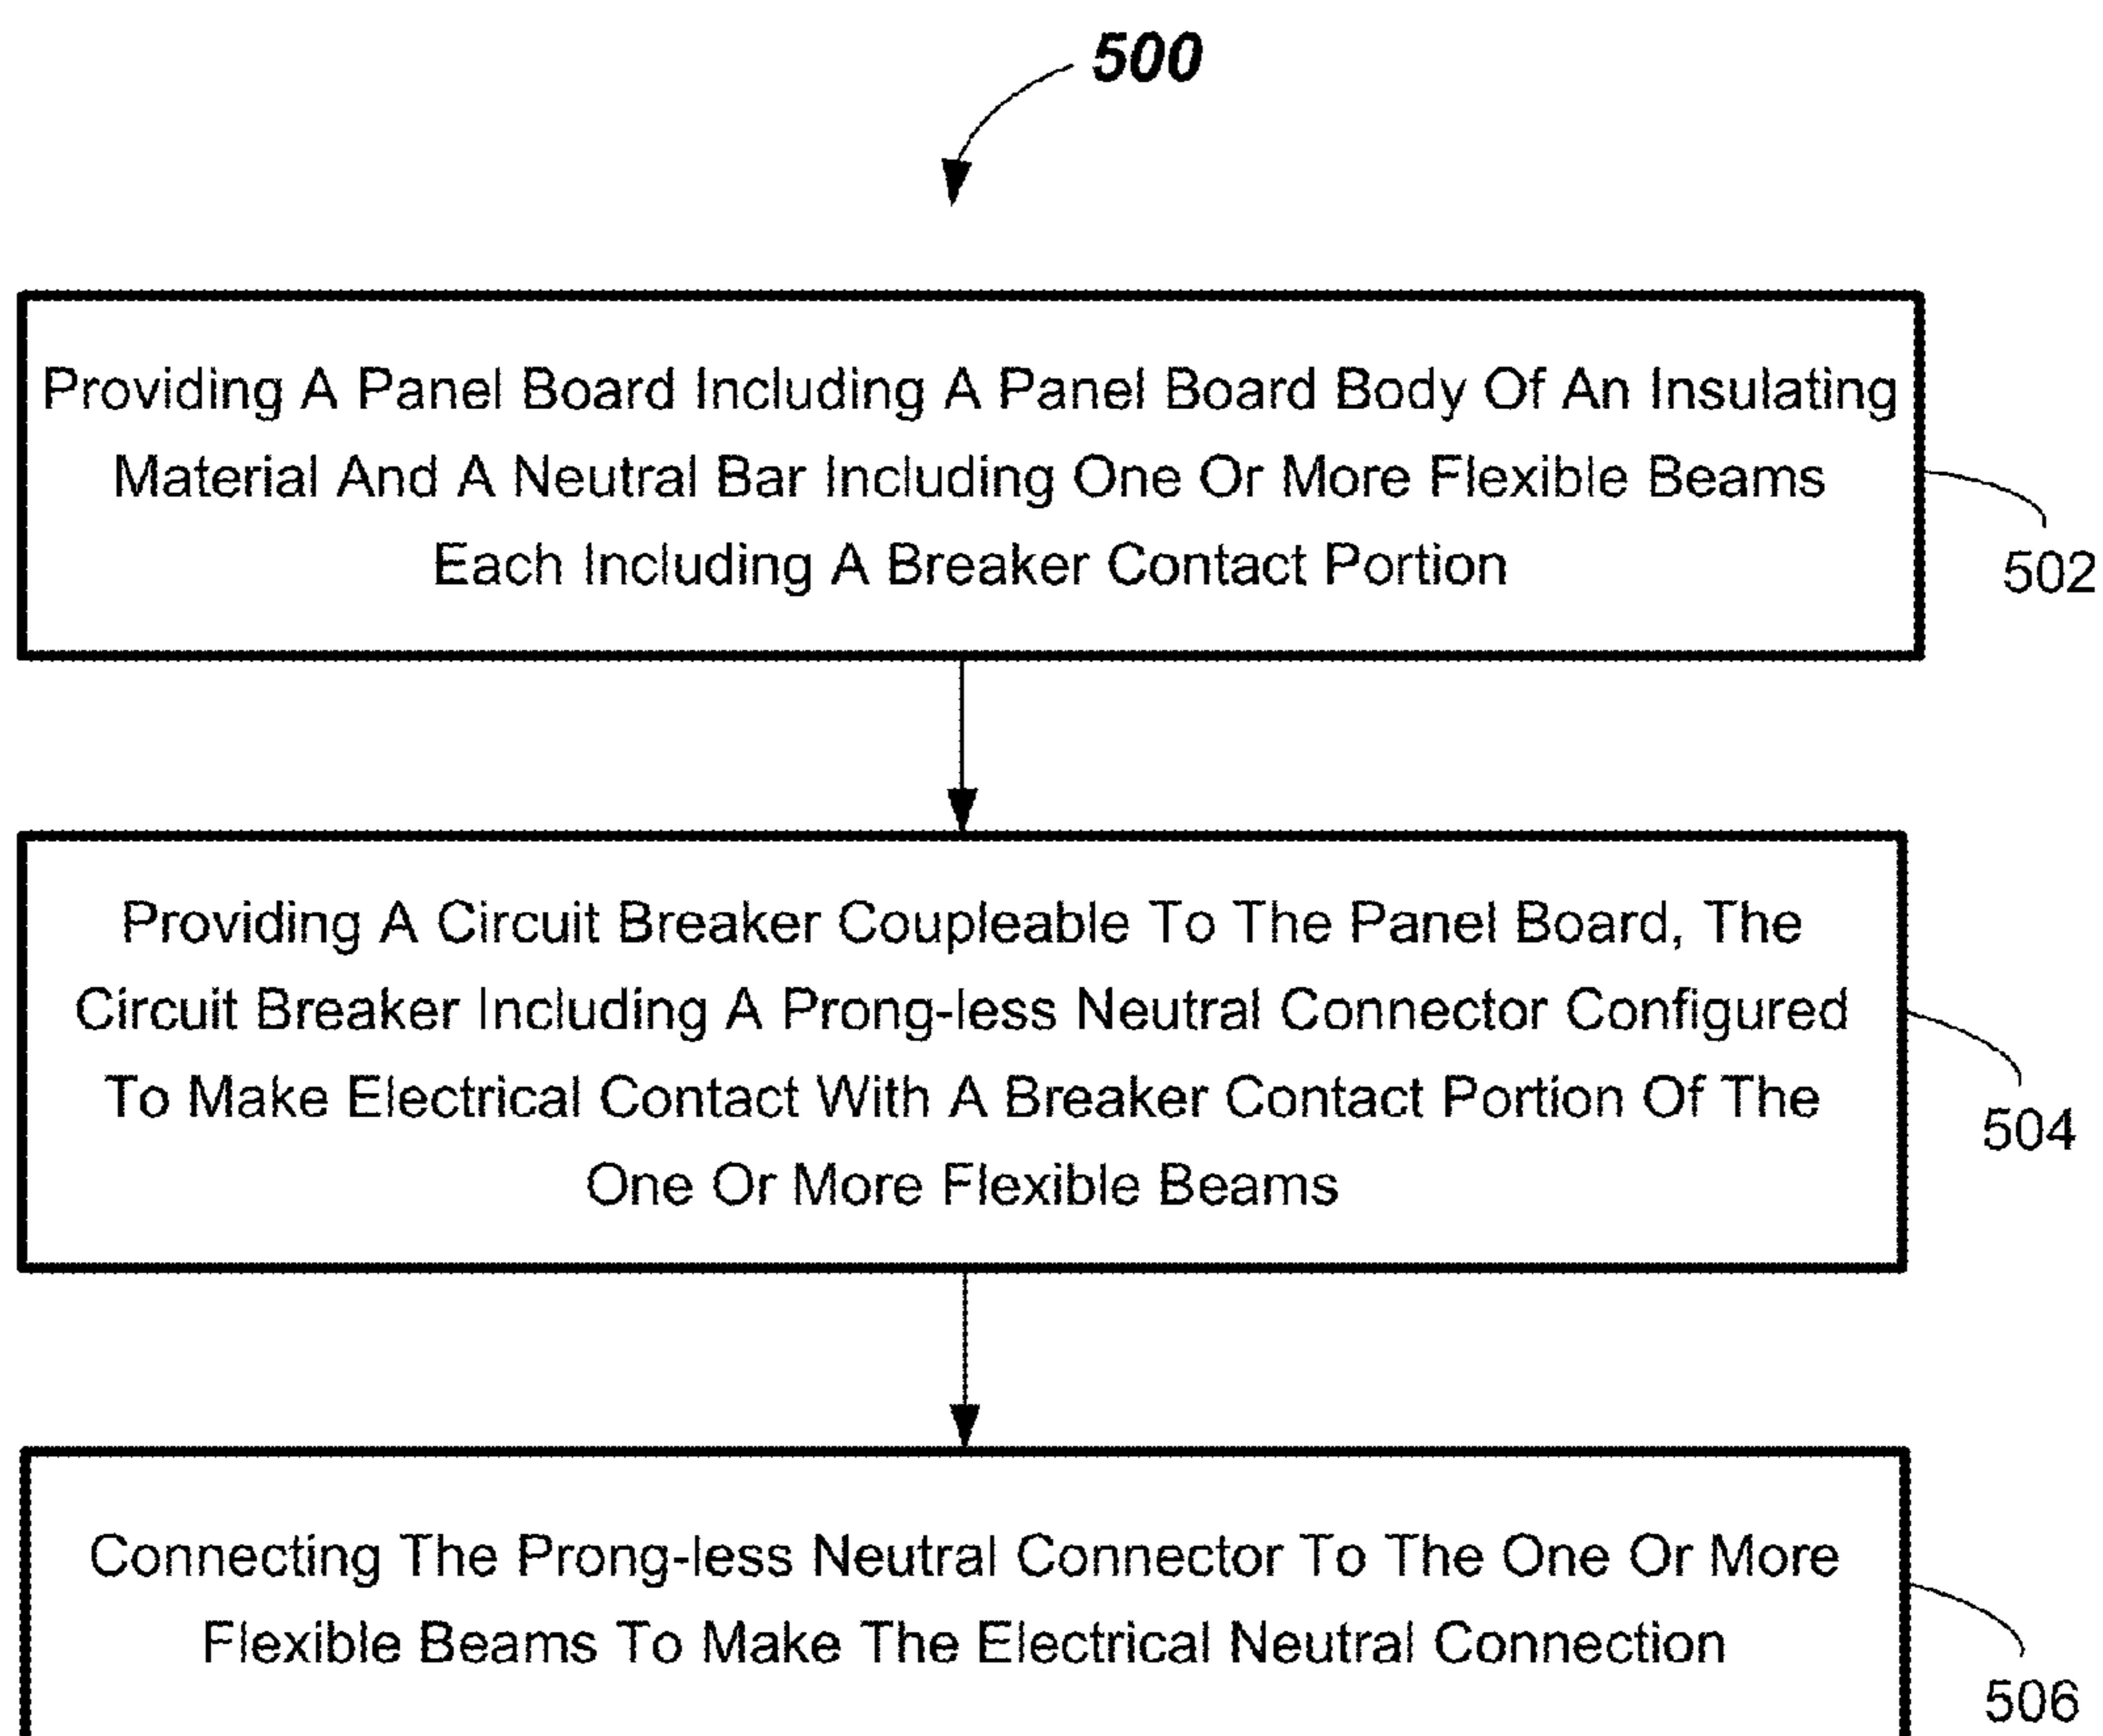 500
Providing A Panel Board Including A Panel Board Body Of An Insulating
Material And A Neutral Bar Including One Or More Flexible Beams
Each Including A Breaker Contact Portion
502
Providing A Circuit Breaker Coupleable To The Panel Board, The
Circuit Breaker Including A Prong-less Neutral Connector Configured
To Make Electrical Contact With A Breaker Contact Portion Of The
One Or More Flexible Beams
504
Connecting The Prong-less Neutral Connector To The One Or More
Flexible Beams To Make The Electrical Neutral Connection
506